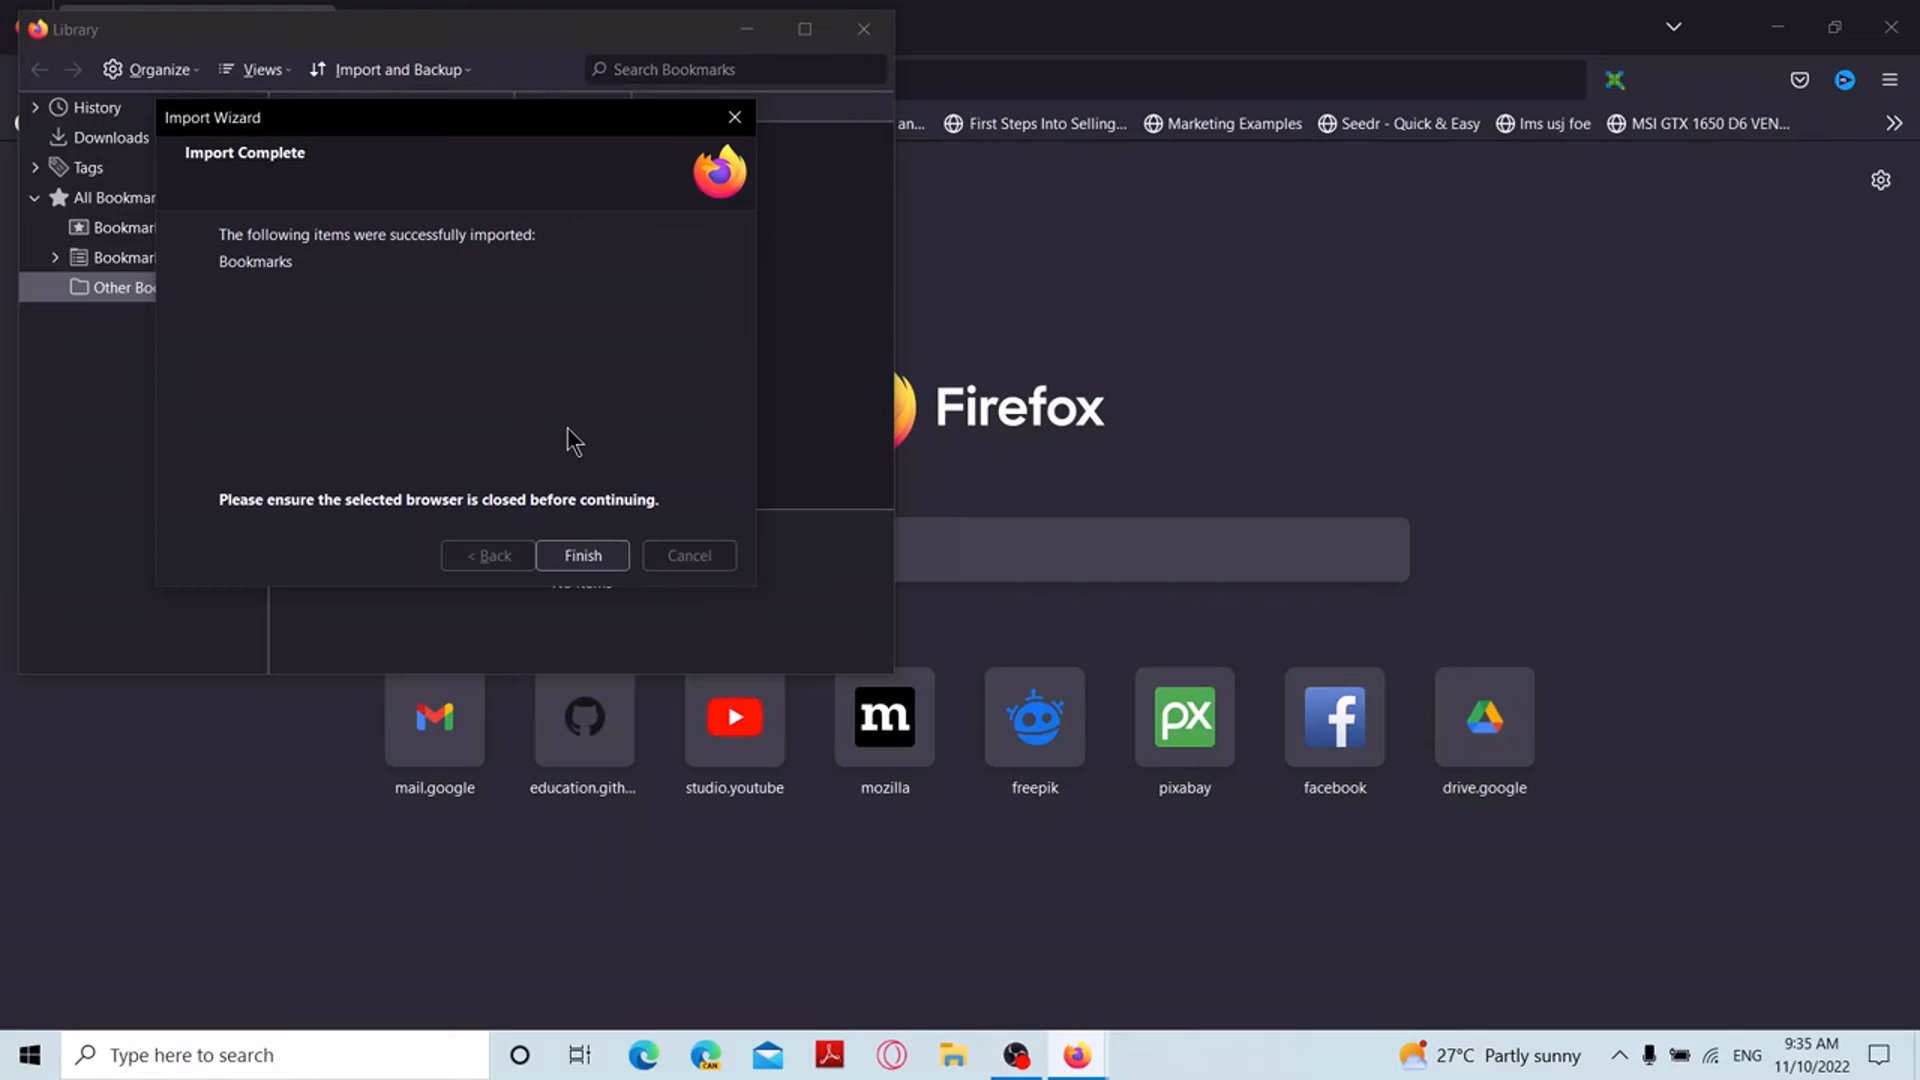 Library
Organize
Views
Import and Backup
Search Bookmarks
History
Downloads
Tags
All Bookmar
Bookmar
Bookmar
Other Boo
Import Wizard
Import Complete
The following items were successfully imported:
Bookmarks
Please ensure the selected browser is closed before continuing.
< Back
Finish
Cancel
an...
First Steps Into Selling...
Marketing Examples
Seedr - Quick & Easy
lms usj foe
MSI GTX 1650 D6 VEN...
Firefox
m
px
f
mail.google
education.gith...
studio.youtube
mozilla
freepik
pixabay
facebook
drive.google
Type here to search
CAN
27°C Partly sunny
ENG
9:35 AM
11/10/2022